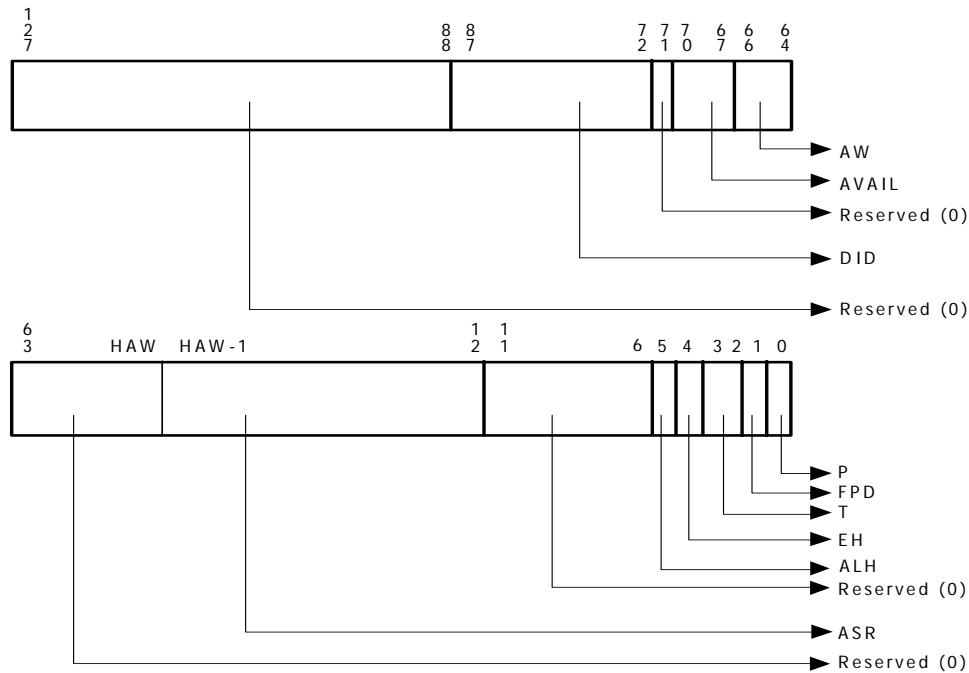 127 88 87 72 71 70 67 66 64
AW
AVAIL
Reserved (0)
DID
Reserved (0)
63 HAW HAW-1 12 11 6 5 4 3 2 1 0
P
FPD
T
EH
ALH
Reserved (0)
ASR
Reserved (0)